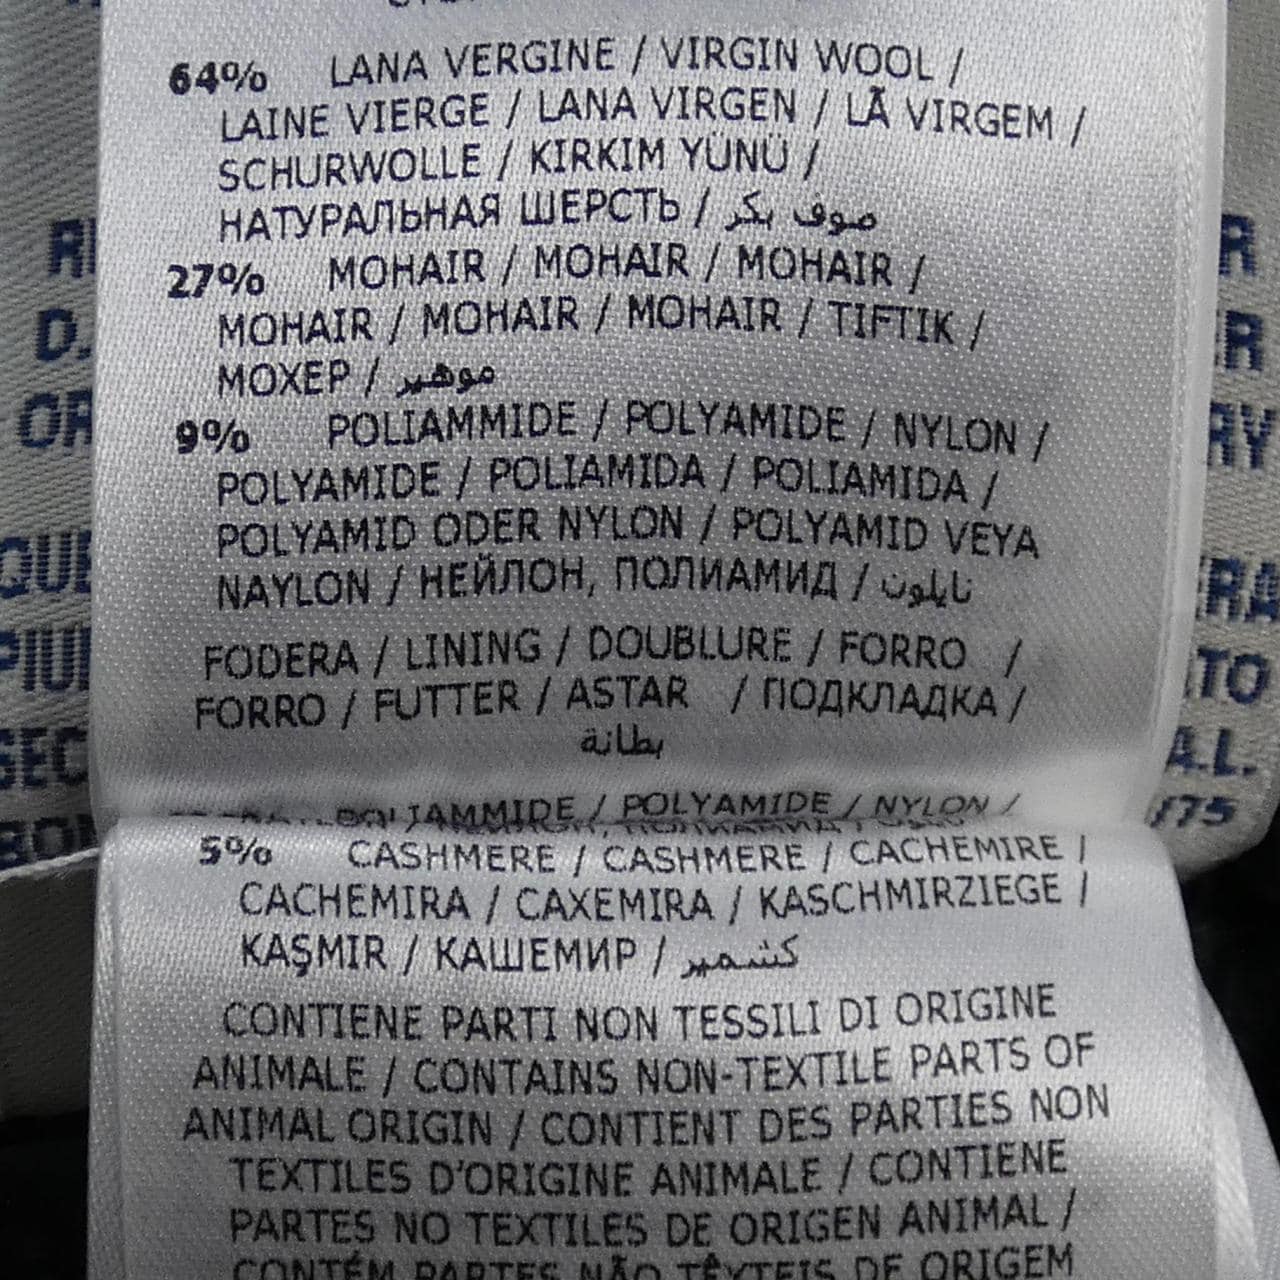 64% LANA VERGINE / VIRGIN WOOL /
LAINE VIERGE / LANA VIRGEN / LÃ VIRGEM /
SCHURWOLLE / KIRKIM YÜNÜ /
НАТУРАЛЬНАЯ ШЕРСТЬ / صوف بكر
27% MOHAIR / MOHAIR / MOHAIR /
MOHAIR / MOHAIR / MOHAIR / TIFTIK /
МОХЕР / موهير
9% POLIAMMIDE / POLYAMIDE / NYLON /
POLYAMIDE / POLIAMIDA / POLIAMIDA /
POLYAMID ODER NYLON / POLYAMID VEYA
NAYLON / НЕЙЛОН, ПОЛИАМИД / نايلون
FODERA / LINING / DOUBLURE / FORRO /
FORRO / FUTTER / ASTAR / ПОДКЛАДКА /
بطانة
POLIAMMIDE / POLYAMIDE / NYLON /
5% CASHMERE / CASHMERE / CACHEMIRE /
CACHEMIRA / CAXEMIRA / KASCHMIRZIEGE /
KAŞMIR / КАШЕМИР / كشمير
CONTIENE PARTI NON TESSILI DI ORIGINE
ANIMALE / CONTAINS NON-TEXTILE PARTS OF
ANIMAL ORIGIN / CONTIENT DES PARTIES NON
TEXTILES D'ORIGINE ANIMALE / CONTIENE
PARTES NO TEXTILES DE ORIGEN ANIMAL /
CONTÉM PARTES NÃO TÊXTEIS DE ORIGEM